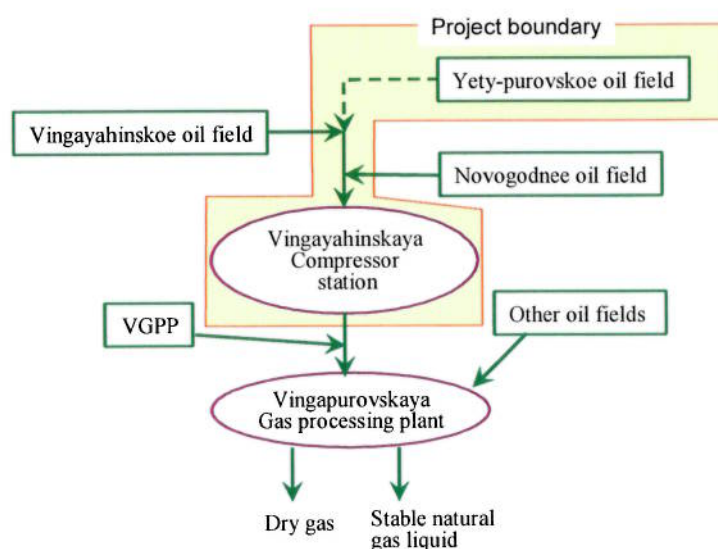 Project boundary
Yety-purovskoe oil field
Vingayahinskoe oil field
Novogodnee oil field
Vingayahinskaya
Compressor
station
VGPP
Other oil fields
Vingapurovskaya
Gas processing plant
Dry gas
Stable natural
gas liquid